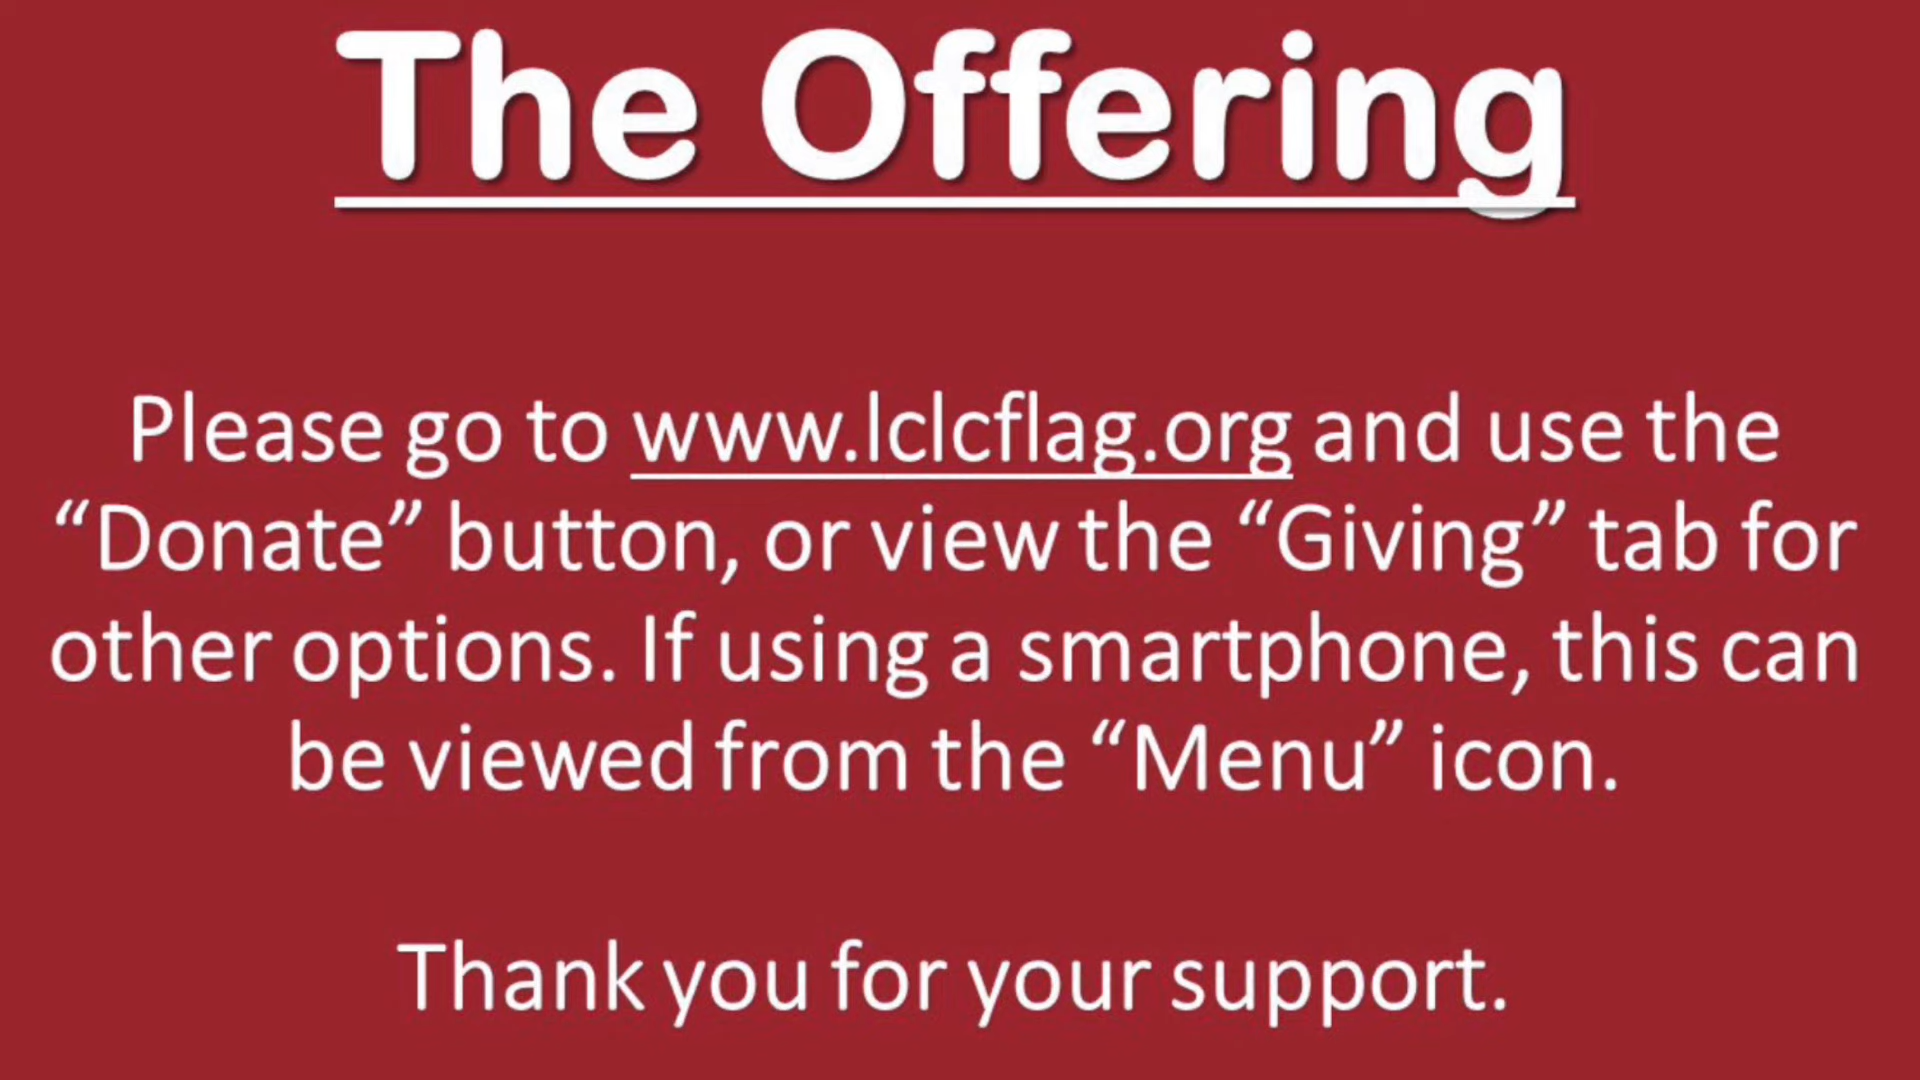 The Offering
Please go to www.lclcflag.org and use the
“Donate” button, or view the “Giving” tab for
other options. If using a smartphone, this can
be viewed from the “Menu” icon.
Thank you for your support.